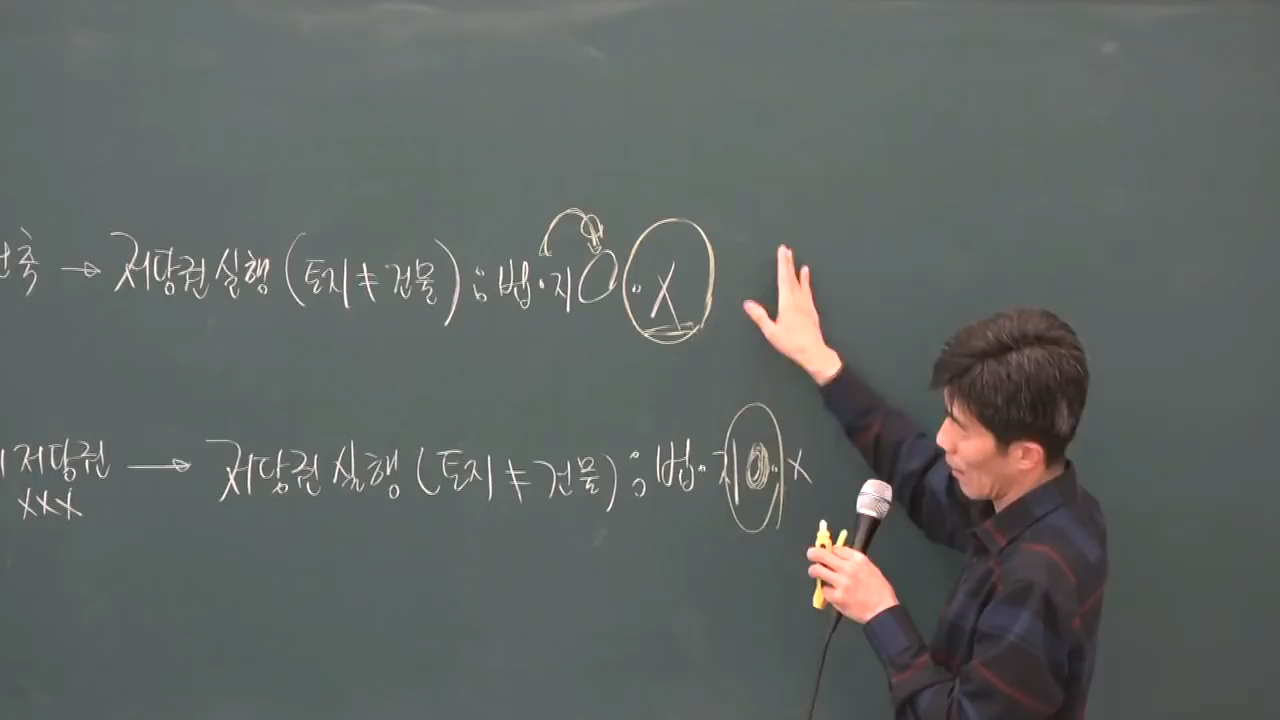 신축 → 저당권 실행 (토지 ≠ 건물) ; 법·지 O · X
저당권 → 저당권 실행 (토지 ≠ 건물) ; 법·지 O, X
XXX